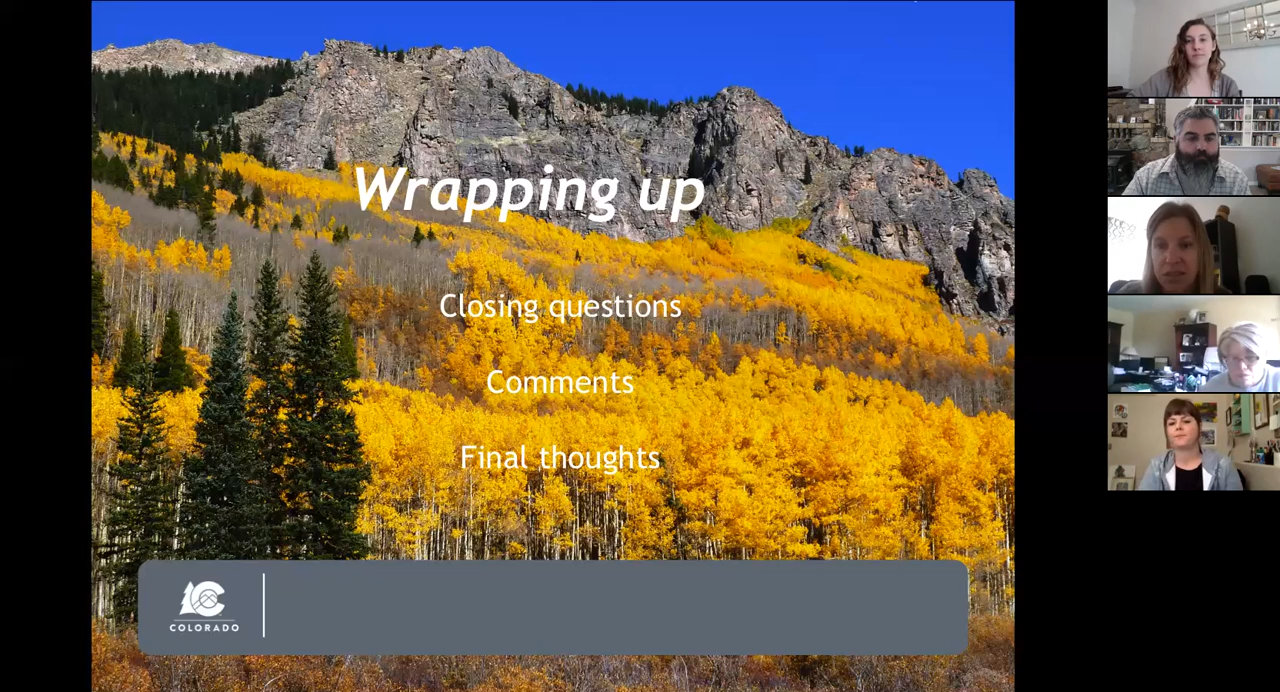 Wrapping up
Closing questions
Comments
Final thoughts
COLORADO